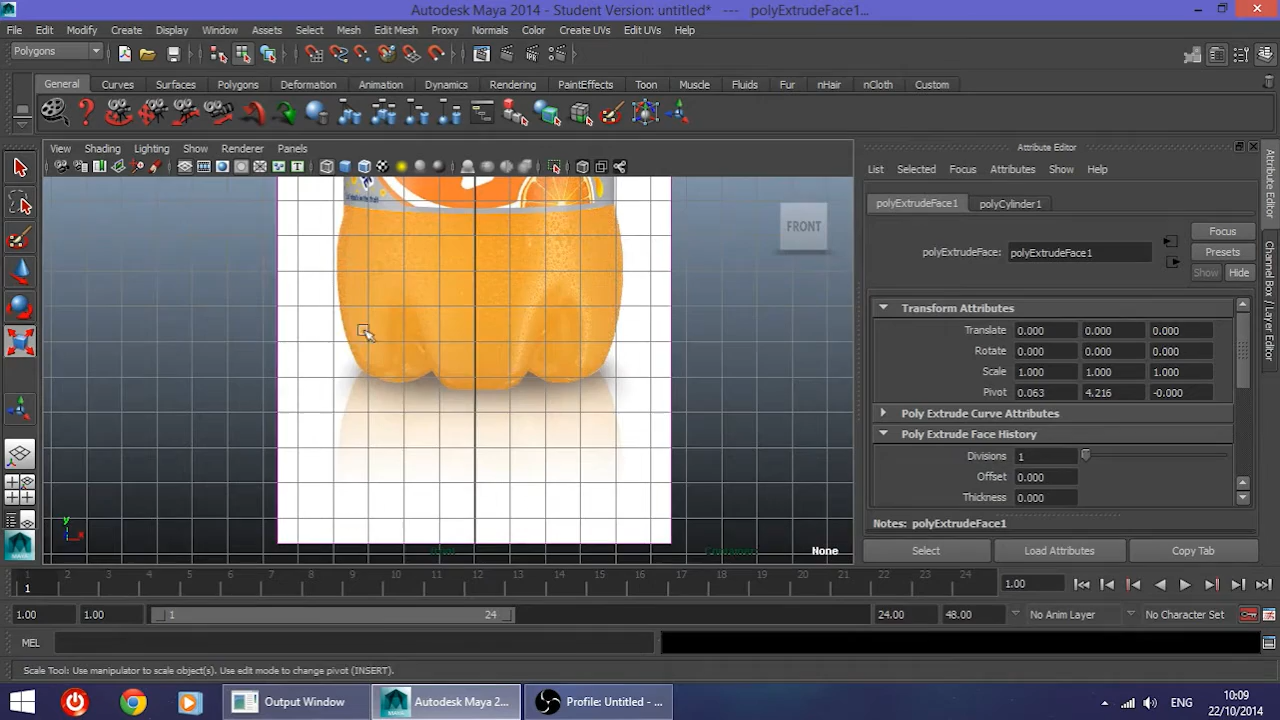 Autodesk Maya 2014 - Student Version: untitled* --- polyExtrudeFace1...
File Edit Modify Create Display Window Assets Select Mesh Edit Mesh Proxy Normals Color Create UVs Edit UVs Help
Polygons
General Curves Surfaces Polygons Deformation Animation Dynamics Rendering PaintEffects Toon Muscle Fluids Fur nHair nCloth Custom
View Shading Lighting Show Renderer Panels
Attribute Editor
List Selected Focus Attributes Show Help
polyExtrudeFace1 polyCylinder1
Focus
polyExtrudeFace: polyExtrudeFace1
Presets
Show Hide
Transform Attributes
Translate 0.000 0.000 0.000
Rotate 0.000 0.000 0.000
Scale 1.000 1.000 1.000
Pivot 0.063 4.216 -0.000
Poly Extrude Curve Attributes
Poly Extrude Face History
Divisions 1
Offset 0.000
Thickness 0.000
Notes: polyExtrudeFace1
Select Load Attributes Copy Tab
Attribute Editor
Channel Box / Layer Editor
FRONT
y
x
None
1 2 3 4 5 6 7 8 9 10 11 12 13 14 15 16 17 18 19 20 21 22 23 24
1 1.00
1.00 1.00 1 24 24.00 48.00 No Anim Layer No Character Set
MEL
Scale Tool: Use manipulator to scale object(s). Use edit mode to change pivot (INSERT).
Output Window Autodesk Maya 2... Profile: Untitled - ...
ENG
10:09
22/10/2014